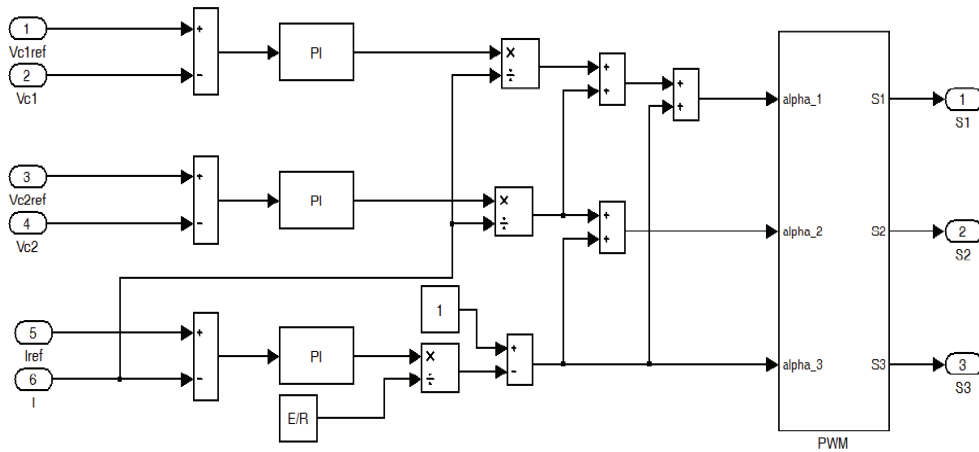 1
Vc1ref
2
Vc1
+
-
PI
×
÷
+
+
+
+
3
Vc2ref
4
Vc2
+
-
PI
×
÷
+
+
5
Iref
6
I
+
-
PI
1
E/R
×
÷
+
-
alpha_1
alpha_2
alpha_3
S1
S2
S3
PWM
1
S1
2
S2
3
S3